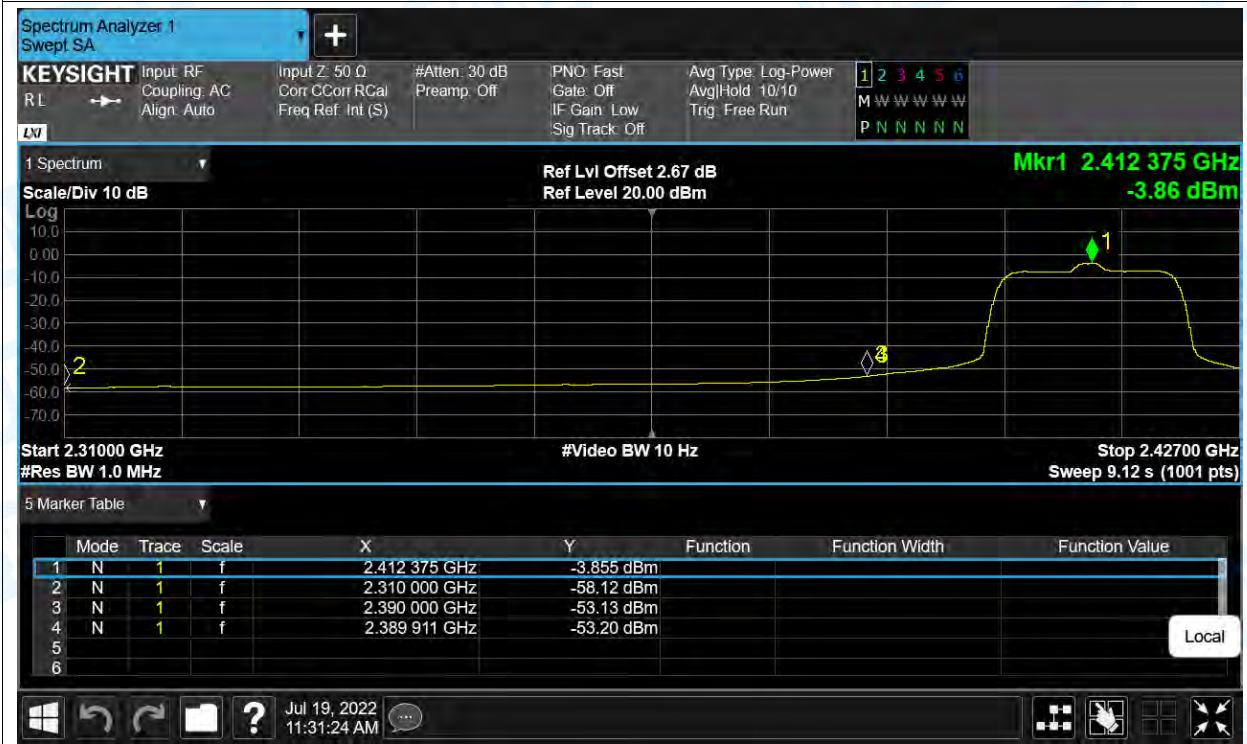 Spectrum Analyzer 1
Swept SA
+
KEYSIGHT
RL
LXI
Input: RF
Coupling: AC
Align: Auto
Input Z: 50 Ω
Corr CCorr RCal
Freq Ref: Int (S)
#Atten: 30 dB
Preamp: Off
PNO: Fast
Gate: Off
IF Gain: Low
Sig Track: Off
Avg Type: Log-Power
Avg|Hold: 10/10
Trig: Free Run
1 2 3 4 5 6
M W W W W W
P N N N N N
1 Spectrum
Scale/Div 10 dB
Ref Lvl Offset 2.67 dB
Ref Level 20.00 dBm
Mkr1 2.412 375 GHz
-3.86 dBm
Log
10.0
0.00
-10.0
-20.0
-30.0
-40.0
-50.0
-60.0
-70.0
1
2
Start 2.31000 GHz
#Res BW 1.0 MHz
#Video BW 10 Hz
Stop 2.42700 GHz
Sweep 9.12 s (1001 pts)
5 Marker Table
Mode Trace Scale X Y Function Function Width Function Value
1 N 1 f 2.412 375 GHz -3.855 dBm
2 N 1 f 2.310 000 GHz -58.12 dBm
3 N 1 f 2.390 000 GHz -53.13 dBm
4 N 1 f 2.389 911 GHz -53.20 dBm
5
6
Local
?
Jul 19, 2022
11:31:24 AM